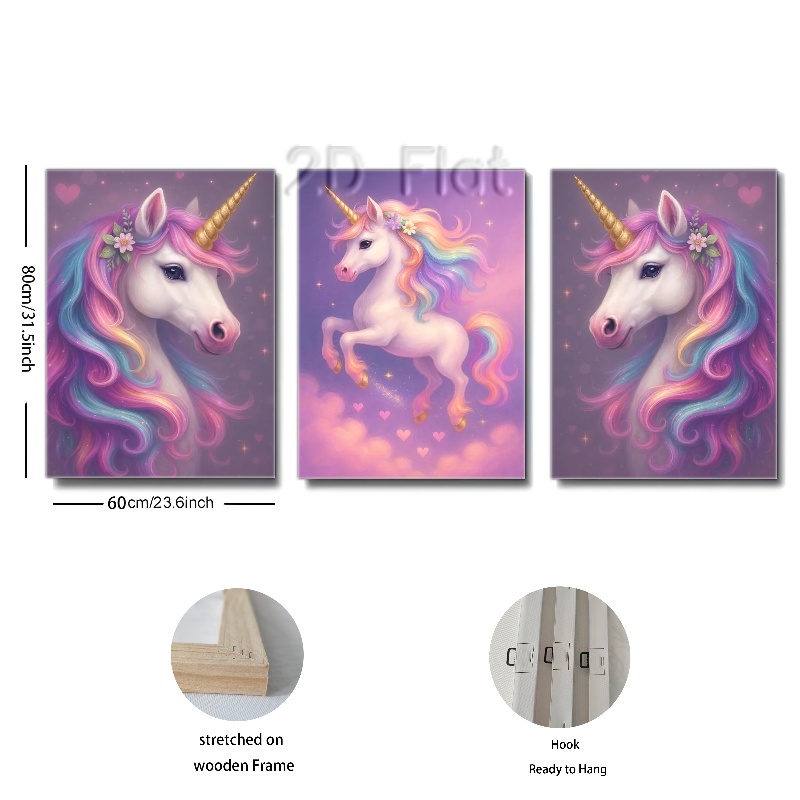 2D Flat
80cm/31.5inch
60cm/23.6inch
stretched on
wooden Frame
Hook
Ready to Hang